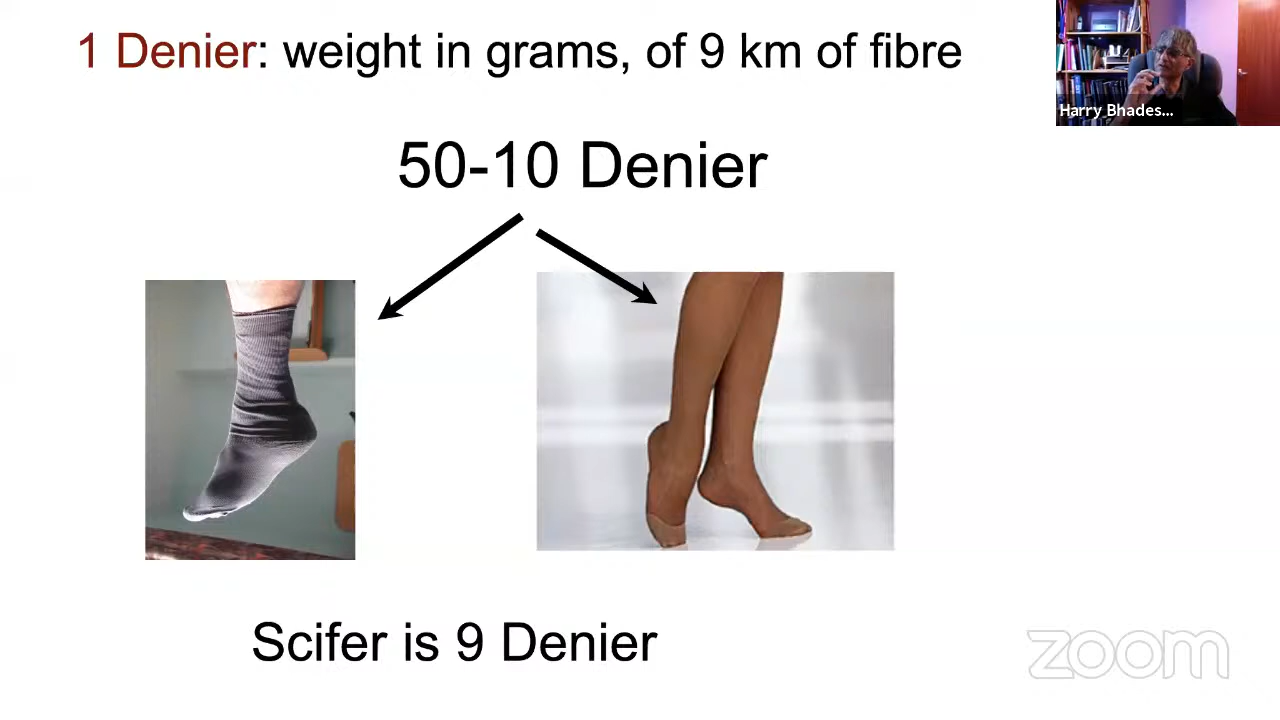 1 Denier: weight in grams, of 9 km of fibre
Harry Bhades...
50-10 Denier
Scifer is 9 Denier
zoom